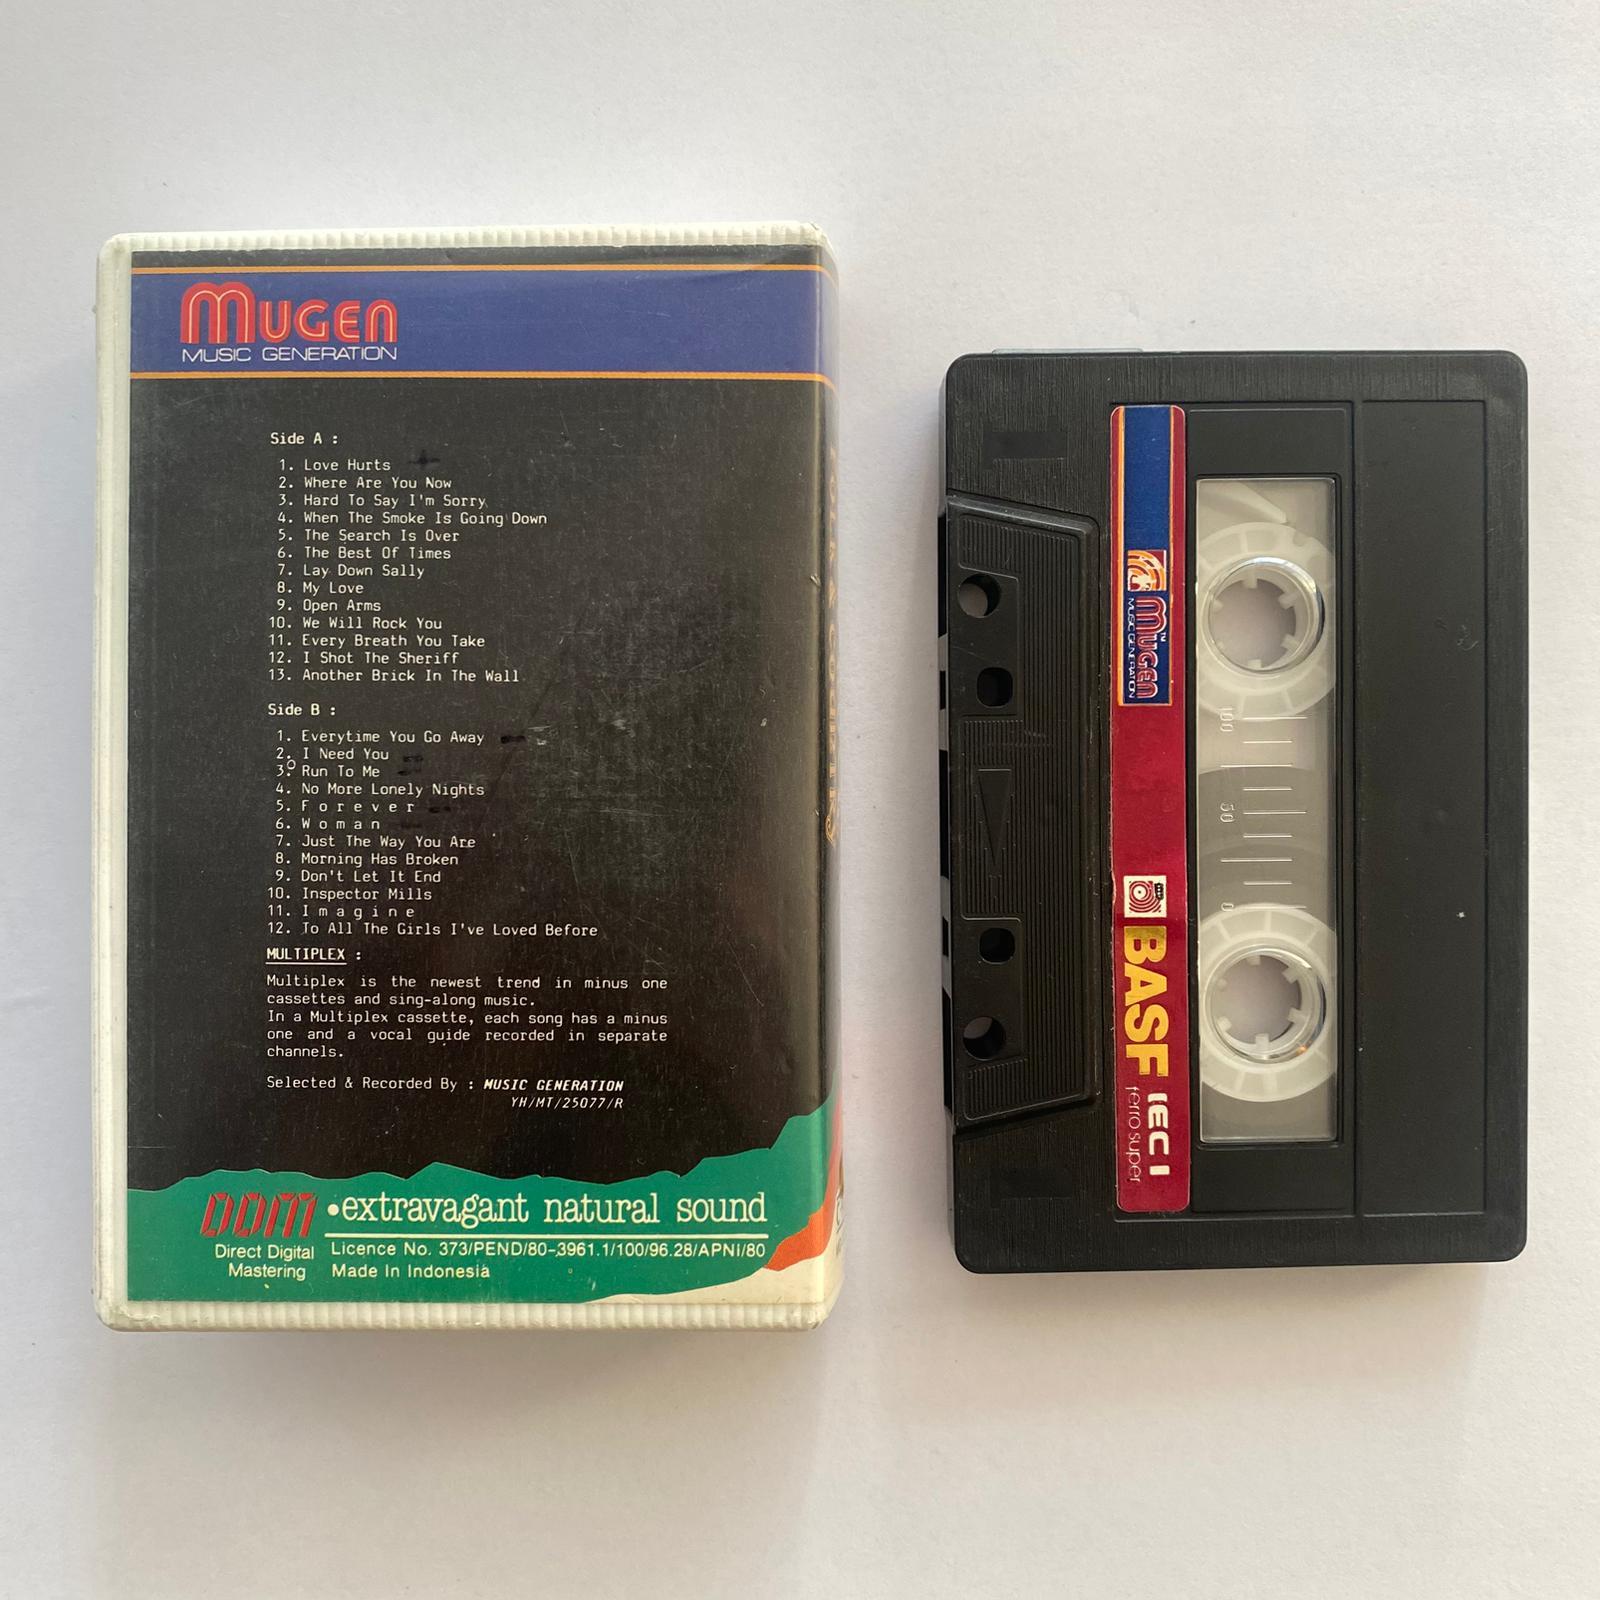 MUGEN
MUSIC GENERATION
Side A :
1. Love Hurts
2. Where Are You Now
3. Hard To Say I'm Sorry
4. When The Smoke Is Going Down
5. The Search Is Over
6. The Best Of Times
7. Lay Down Sally
8. My Love
9. Open Arms
10. We Will Rock You
11. Every Breath You Take
12. I Shot The Sheriff
13. Another Brick In The Wall
Side B :
1. Everytime You Go Away
2. I Need You
3. Run To Me
4. No More Lonely Nights
5. F o r e v e r
6. W o m a n
7. Just The Way You Are
8. Morning Has Broken
9. Don't Let It End
10. Inspector Mills
11. I m a g i n e
12. To All The Girls I've Loved Before
MULTIPLEX :
Multiplex is the newest trend in minus one
cassettes and sing-along music.
In a Multiplex cassette, each song has a minus
one and a vocal guide recorded in separate
channels.
Selected & Recorded By : MUSIC GENERATION
YH/MT/25077/R
DDM
Direct Digital
Mastering
•extravagant natural sound
Licence No. 373/PEND/80-3961.1/100/96.28/APNI/80
Made In Indonesia
MUGEN TM
MUSIC GENERATION
BASF IEC I
ferro super
100
50
0